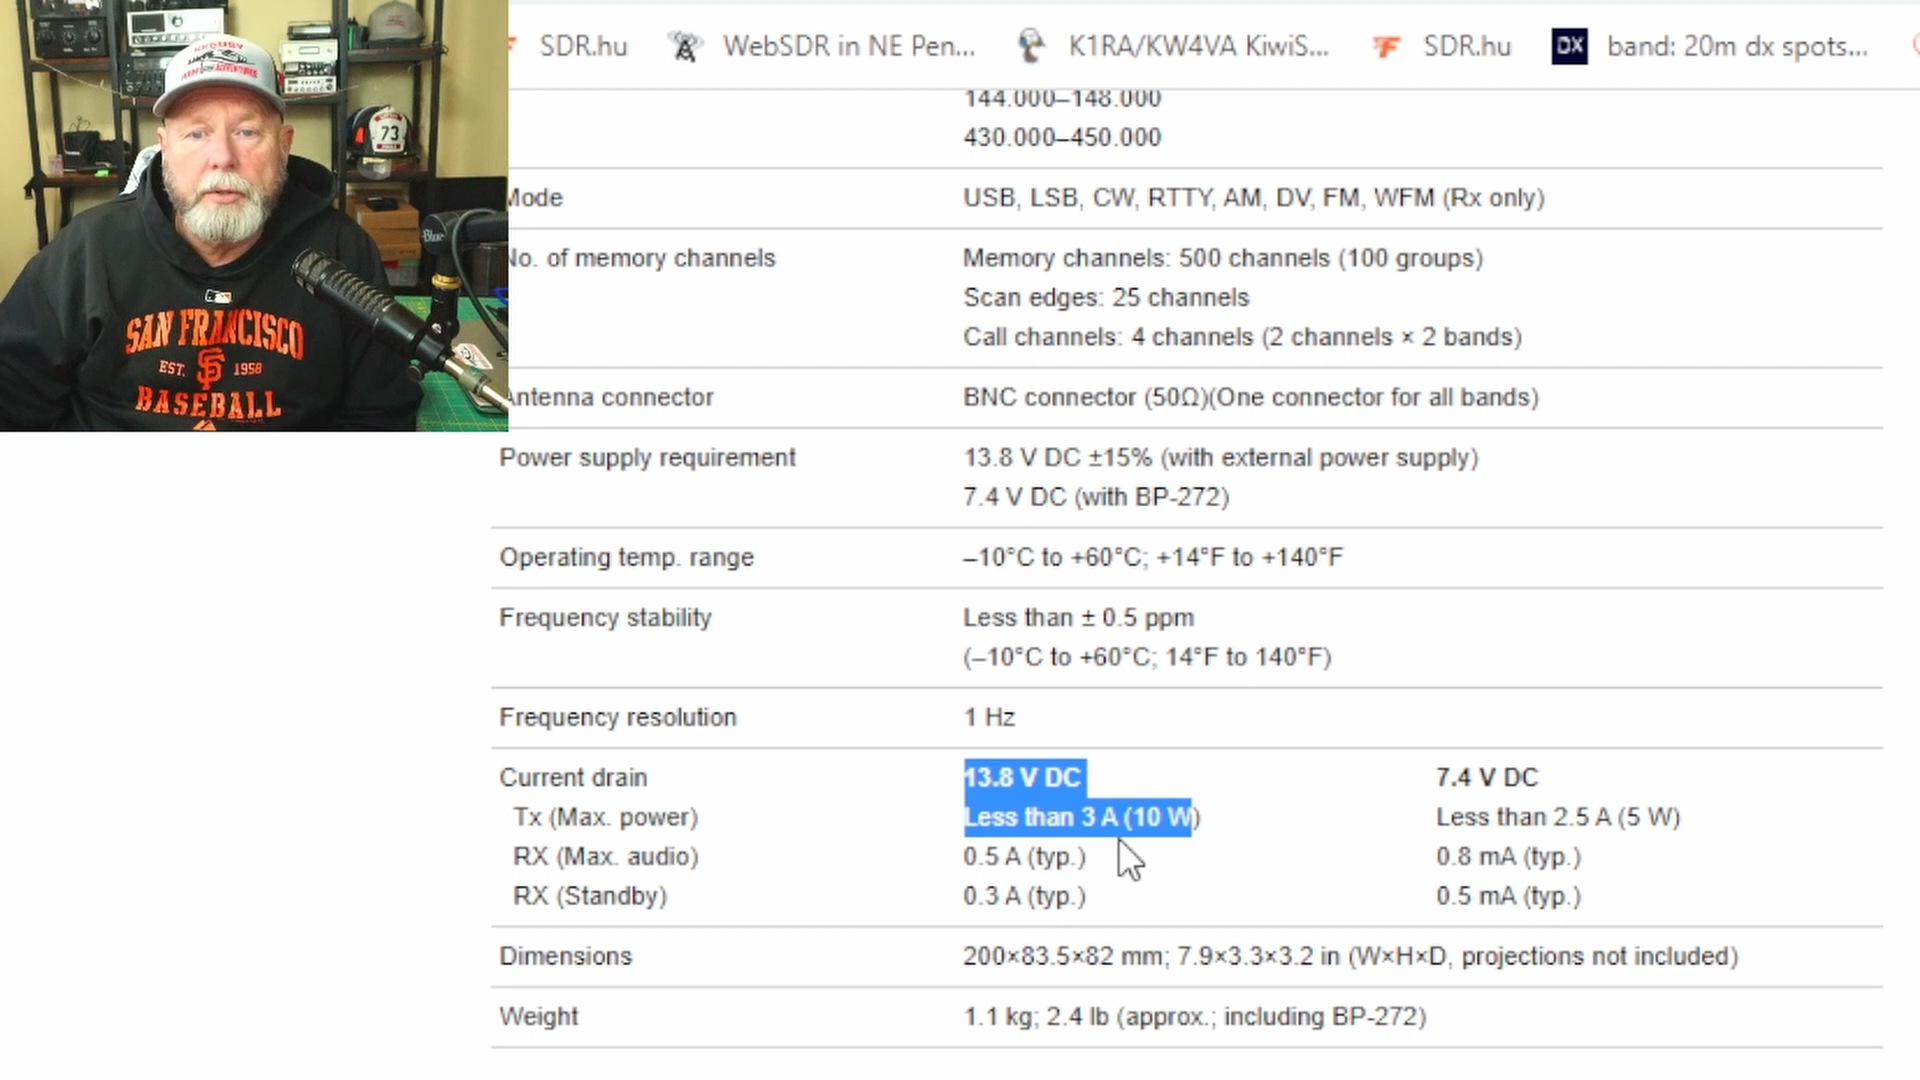 SDR.hu WebSDR in NE Pen... K1RA/KW4VA KiwiS... SDR.hu DX band: 20m dx spots...
73
SAN FRANCISCO
EST. SF 1958
BASEBALL
144.000–148.000
430.000–450.000
Mode USB, LSB, CW, RTTY, AM, DV, FM, WFM (Rx only)
No. of memory channels Memory channels: 500 channels (100 groups)
Scan edges: 25 channels
Call channels: 4 channels (2 channels × 2 bands)
Antenna connector BNC connector (50Ω)(One connector for all bands)
Power supply requirement 13.8 V DC ±15% (with external power supply)
7.4 V DC (with BP-272)
Operating temp. range –10°C to +60°C; +14°F to +140°F
Frequency stability Less than ± 0.5 ppm
(–10°C to +60°C; 14°F to 140°F)
Frequency resolution 1 Hz
Current drain 13.8 V DC 7.4 V DC
Tx (Max. power) Less than 3 A (10 W) Less than 2.5 A (5 W)
RX (Max. audio) 0.5 A (typ.) 0.8 mA (typ.)
RX (Standby) 0.3 A (typ.) 0.5 mA (typ.)
Dimensions 200×83.5×82 mm; 7.9×3.3×3.2 in (W×H×D, projections not included)
Weight 1.1 kg; 2.4 lb (approx.; including BP-272)